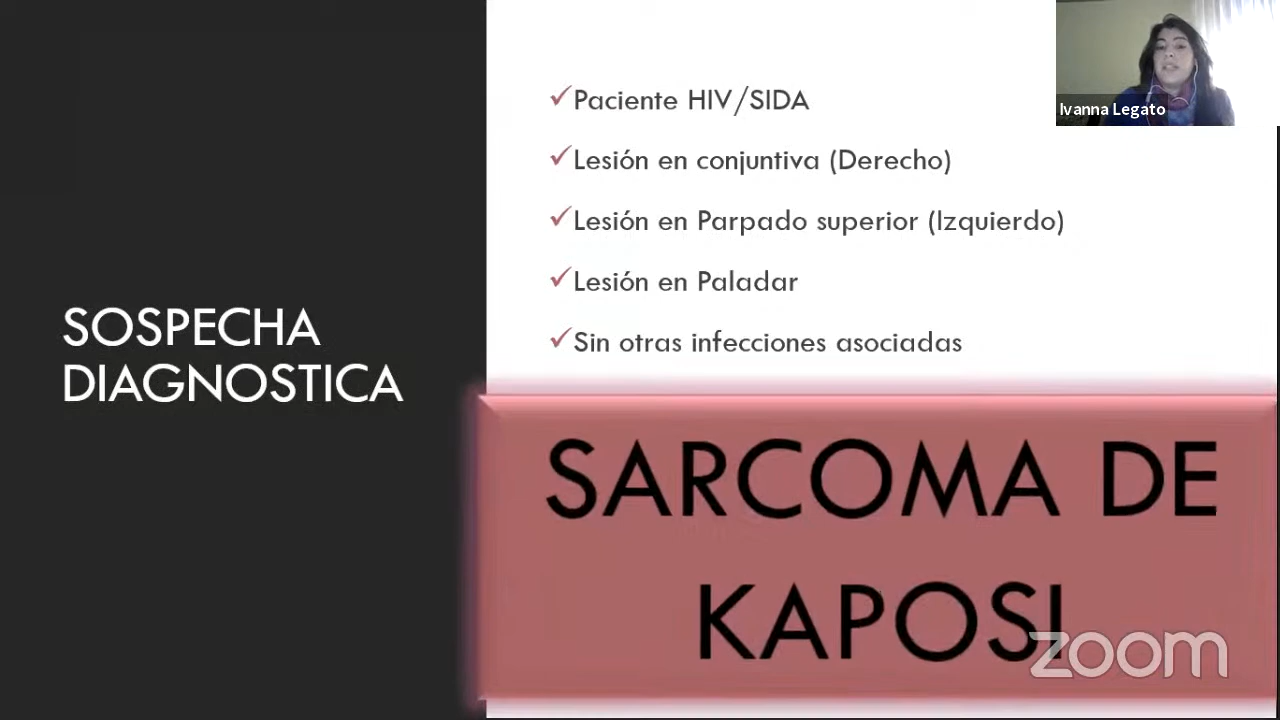 Ivanna Legato
SOSPECHA
DIAGNOSTICA
Paciente HIV/SIDA
Lesión en conjuntiva (Derecho)
Lesión en Parpado superior (Izquierdo)
Lesión en Paladar
Sin otras infecciones asociadas
SARCOMA DE
KAPOSI
zoom